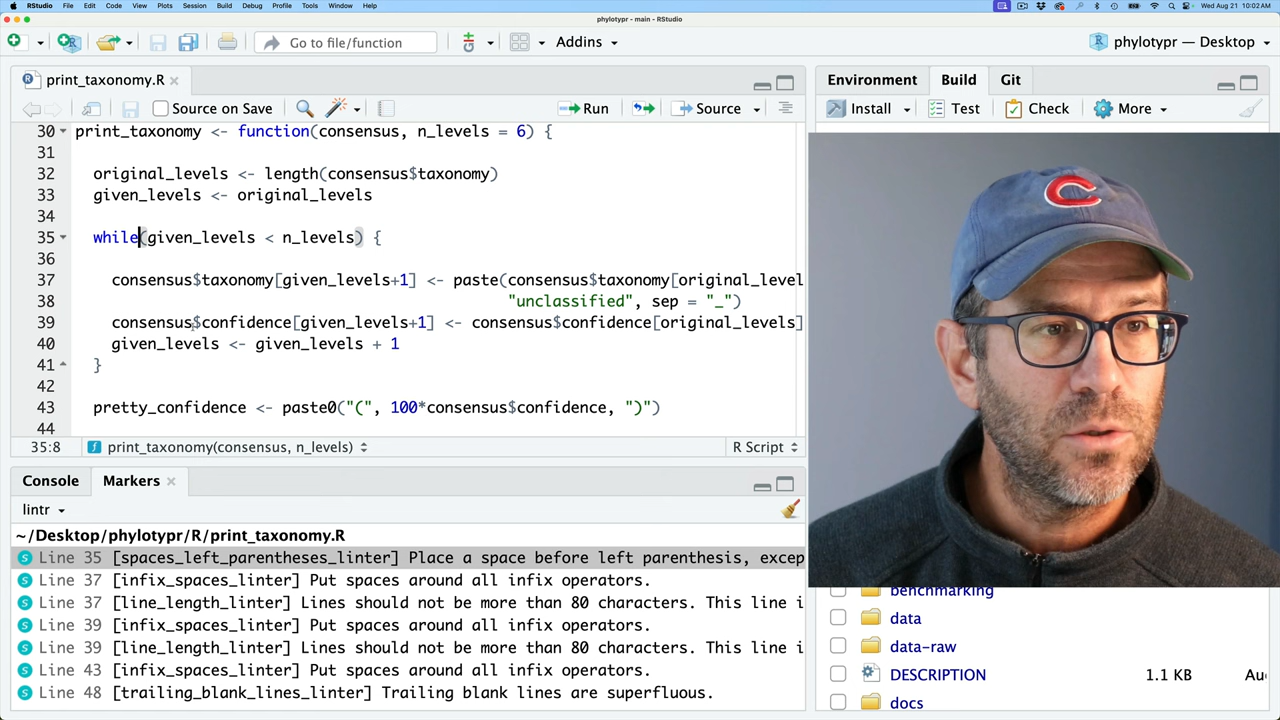 RStudio File Edit Code View Plots Session Build Debug Profile Tools Window Help Wed Aug 21 10:02 AM
phylotypr - main - RStudio
Go to file/function Addins phylotypr — Desktop
print_taxonomy.R
Source on Save Run Source
30 print_taxonomy <- function(consensus, n_levels = 6) {
31
32 original_levels <- length(consensus$taxonomy)
33 given_levels <- original_levels
34
35 while(given_levels < n_levels) {
36
37 consensus$taxonomy[given_levels+1] <- paste(consensus$taxonomy[original_level
38 "unclassified", sep = "_")
39 consensus$confidence[given_levels+1] <- consensus$confidence[original_levels]
40 given_levels <- given_levels + 1
41 }
42
43 pretty_confidence <- paste0("(", 100*consensus$confidence, ")")
44
35:8 print_taxonomy(consensus, n_levels) R Script
Console Markers
lintr
~/Desktop/phylotypr/R/print_taxonomy.R
Line 35 [spaces_left_parentheses_linter] Place a space before left parenthesis, excep
Line 37 [infix_spaces_linter] Put spaces around all infix operators.
Line 37 [line_length_linter] Lines should not be more than 80 characters. This line i
Line 39 [infix_spaces_linter] Put spaces around all infix operators.
Line 39 [line_length_linter] Lines should not be more than 80 characters. This line i
Line 43 [infix_spaces_linter] Put spaces around all infix operators.
Line 48 [trailing_blank_lines_linter] Trailing blank lines are superfluous.
Environment Build Git
Install Test Check More
C
benchmarking
data
data-raw
DESCRIPTION 1.1 KB Au
docs